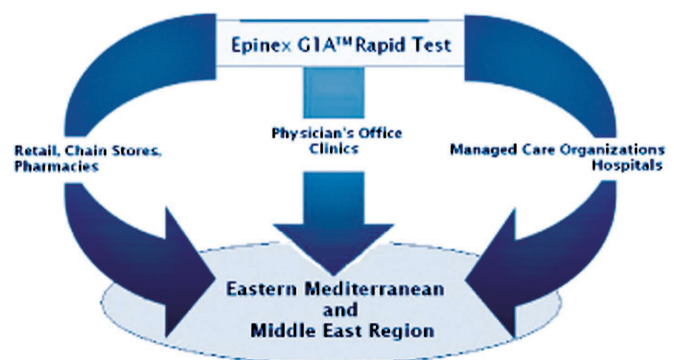 Epinex G1A™ Rapid Test
Retail, Chain Stores,
Pharmacies
Physician's Office
Clinics
Managed Care Organizations
Hospitals
Eastern Mediterranean
and
Middle East Region